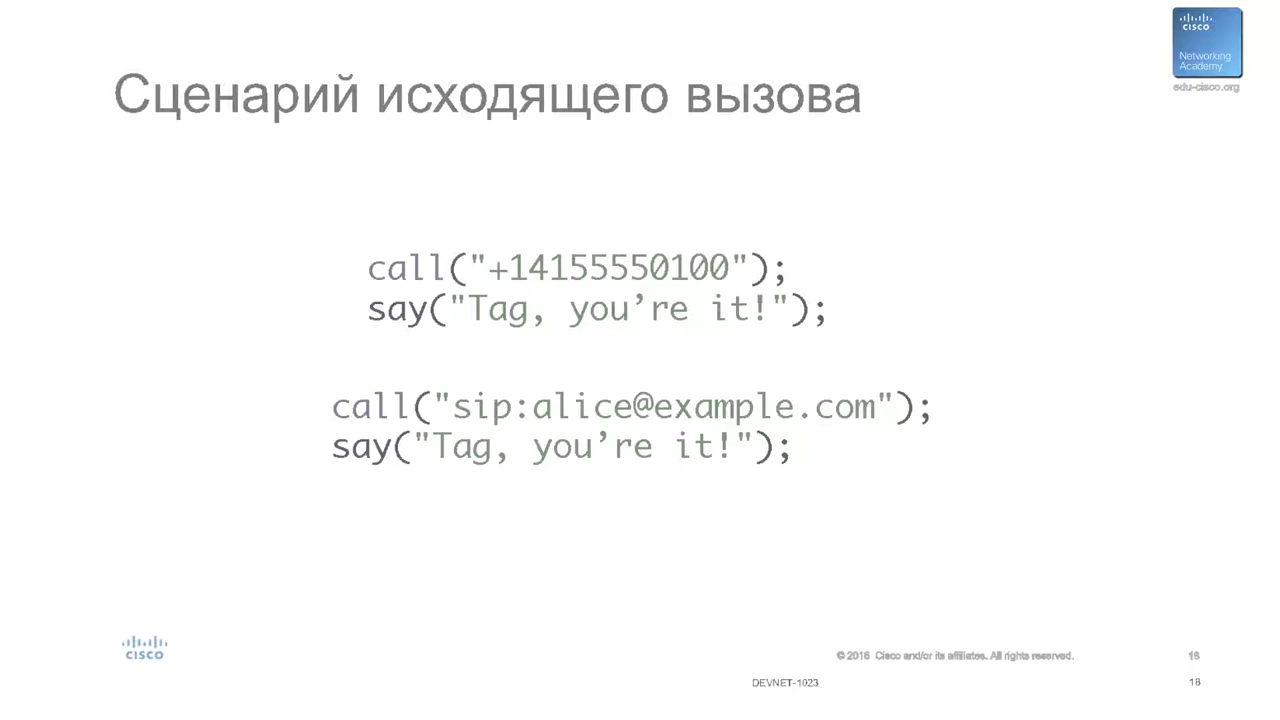 CISCO
Networking
Academy
edu-cisco.org
Сценарий исходящего вызова
call("+14155550100");
say("Tag, you’re it!");
call("sip:alice@example.com");
say("Tag, you’re it!");
CISCO
© 2016 Cisco and/or its affiliates. All rights reserved.
18
DEVNET-1023
18